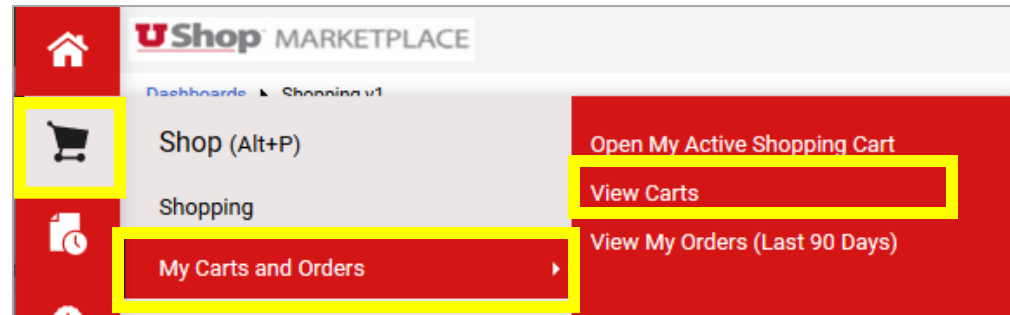 UShop MARKETPLACE
Dashboards ▸ Shopping v1
Shop (Alt+P)
Shopping
My Carts and Orders
Open My Active Shopping Cart
View Carts
View My Orders (Last 90 Days)